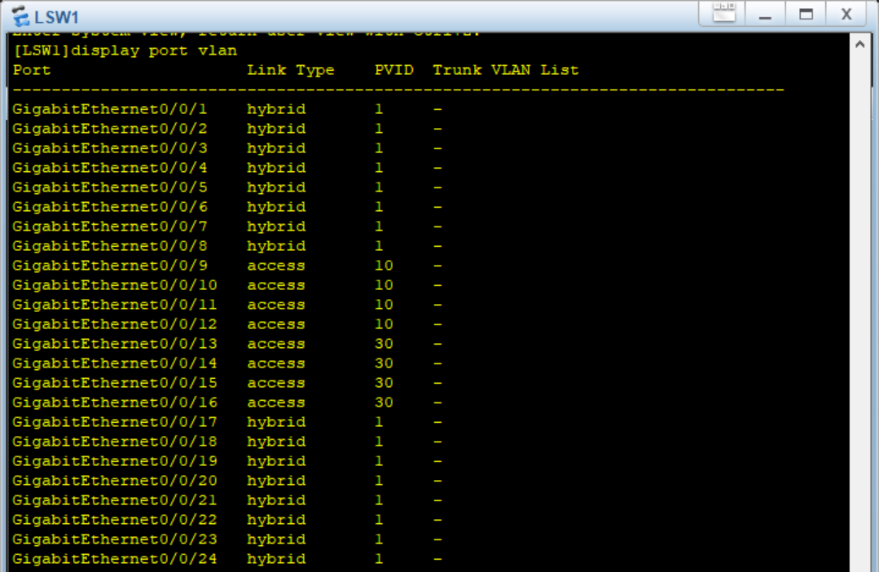 LSW1
Enter system view, return user view with Ctrl+Z.
[LSW1]display port vlan
Port Link Type PVID Trunk VLAN List
-------------------------------------------------------------------------------
GigabitEthernet0/0/1 hybrid 1 -
GigabitEthernet0/0/2 hybrid 1 -
GigabitEthernet0/0/3 hybrid 1 -
GigabitEthernet0/0/4 hybrid 1 -
GigabitEthernet0/0/5 hybrid 1 -
GigabitEthernet0/0/6 hybrid 1 -
GigabitEthernet0/0/7 hybrid 1 -
GigabitEthernet0/0/8 hybrid 1 -
GigabitEthernet0/0/9 access 10 -
GigabitEthernet0/0/10 access 10 -
GigabitEthernet0/0/11 access 10 -
GigabitEthernet0/0/12 access 10 -
GigabitEthernet0/0/13 access 30 -
GigabitEthernet0/0/14 access 30 -
GigabitEthernet0/0/15 access 30 -
GigabitEthernet0/0/16 access 30 -
GigabitEthernet0/0/17 hybrid 1 -
GigabitEthernet0/0/18 hybrid 1 -
GigabitEthernet0/0/19 hybrid 1 -
GigabitEthernet0/0/20 hybrid 1 -
GigabitEthernet0/0/21 hybrid 1 -
GigabitEthernet0/0/22 hybrid 1 -
GigabitEthernet0/0/23 hybrid 1 -
GigabitEthernet0/0/24 hybrid 1 -